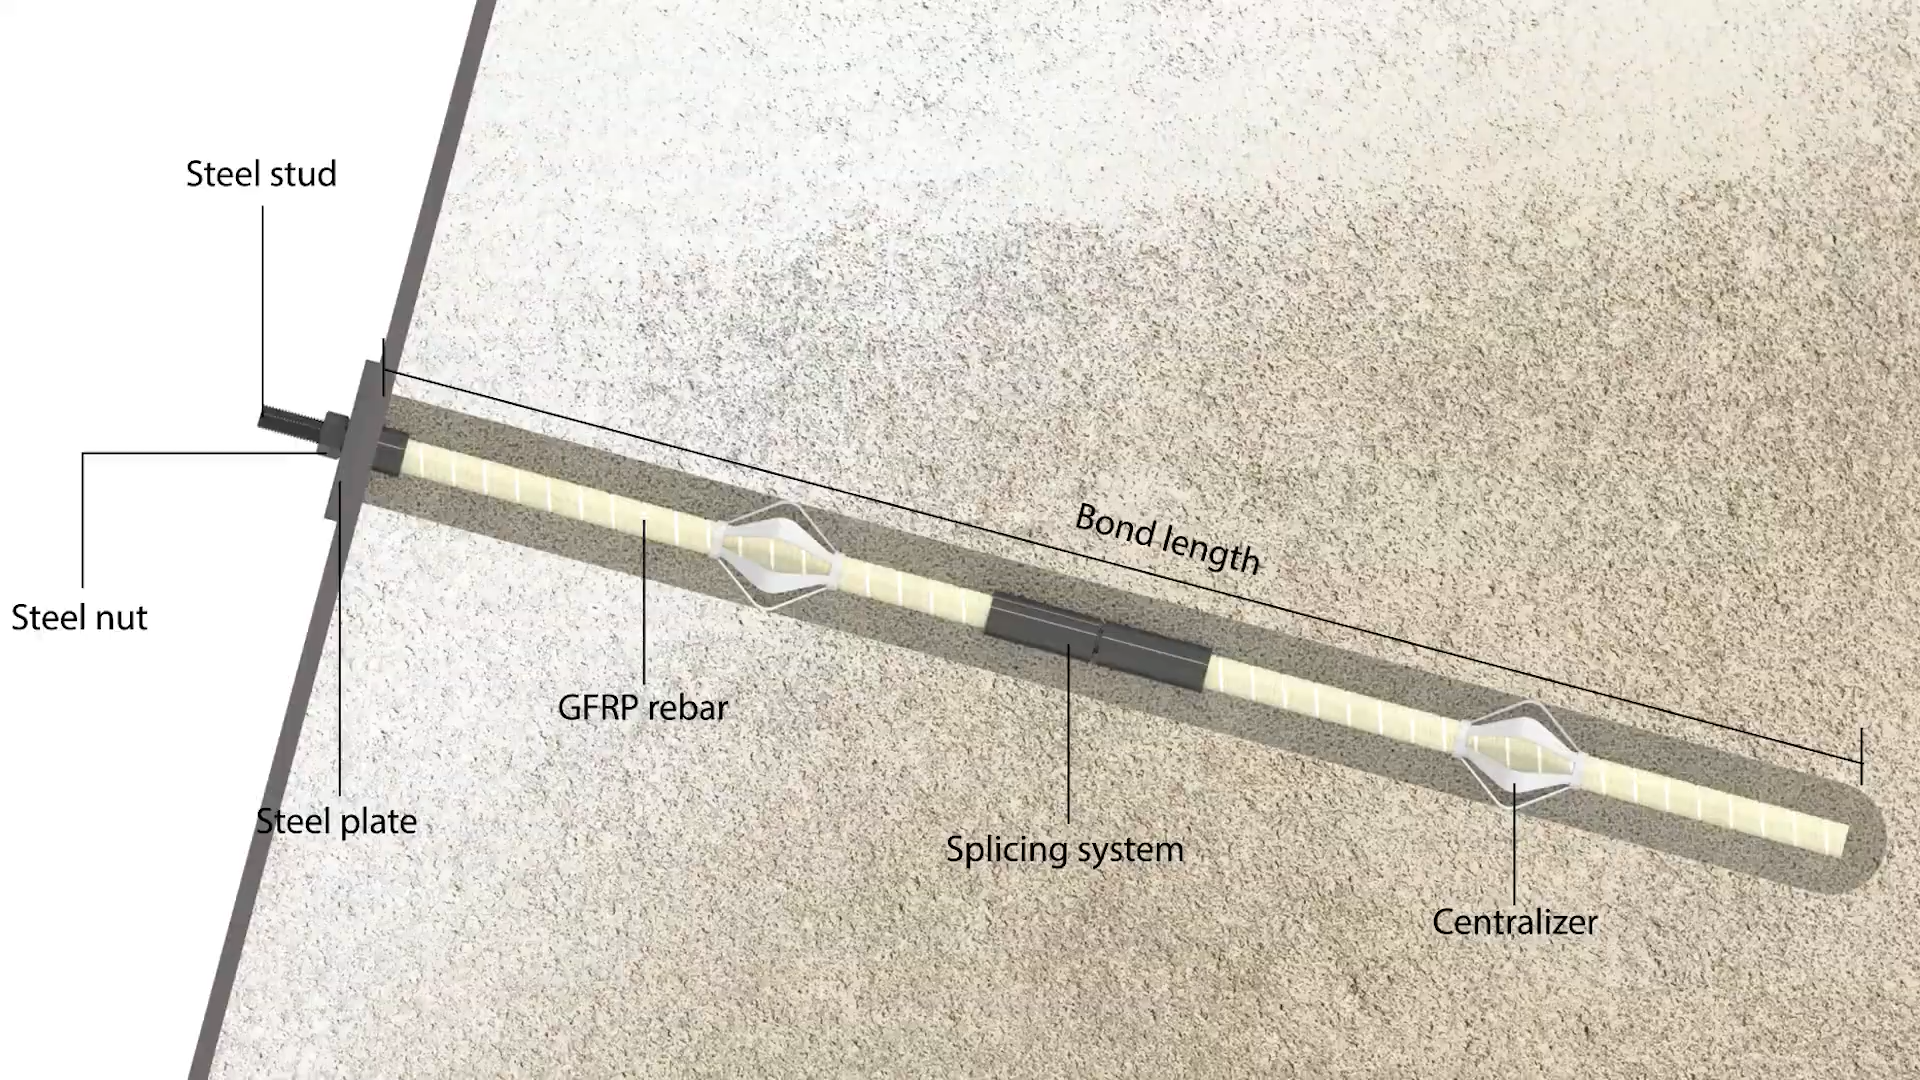 Steel stud
Bond length
Steel nut
GFRP rebar
Steel plate
Splicing system
Centralizer